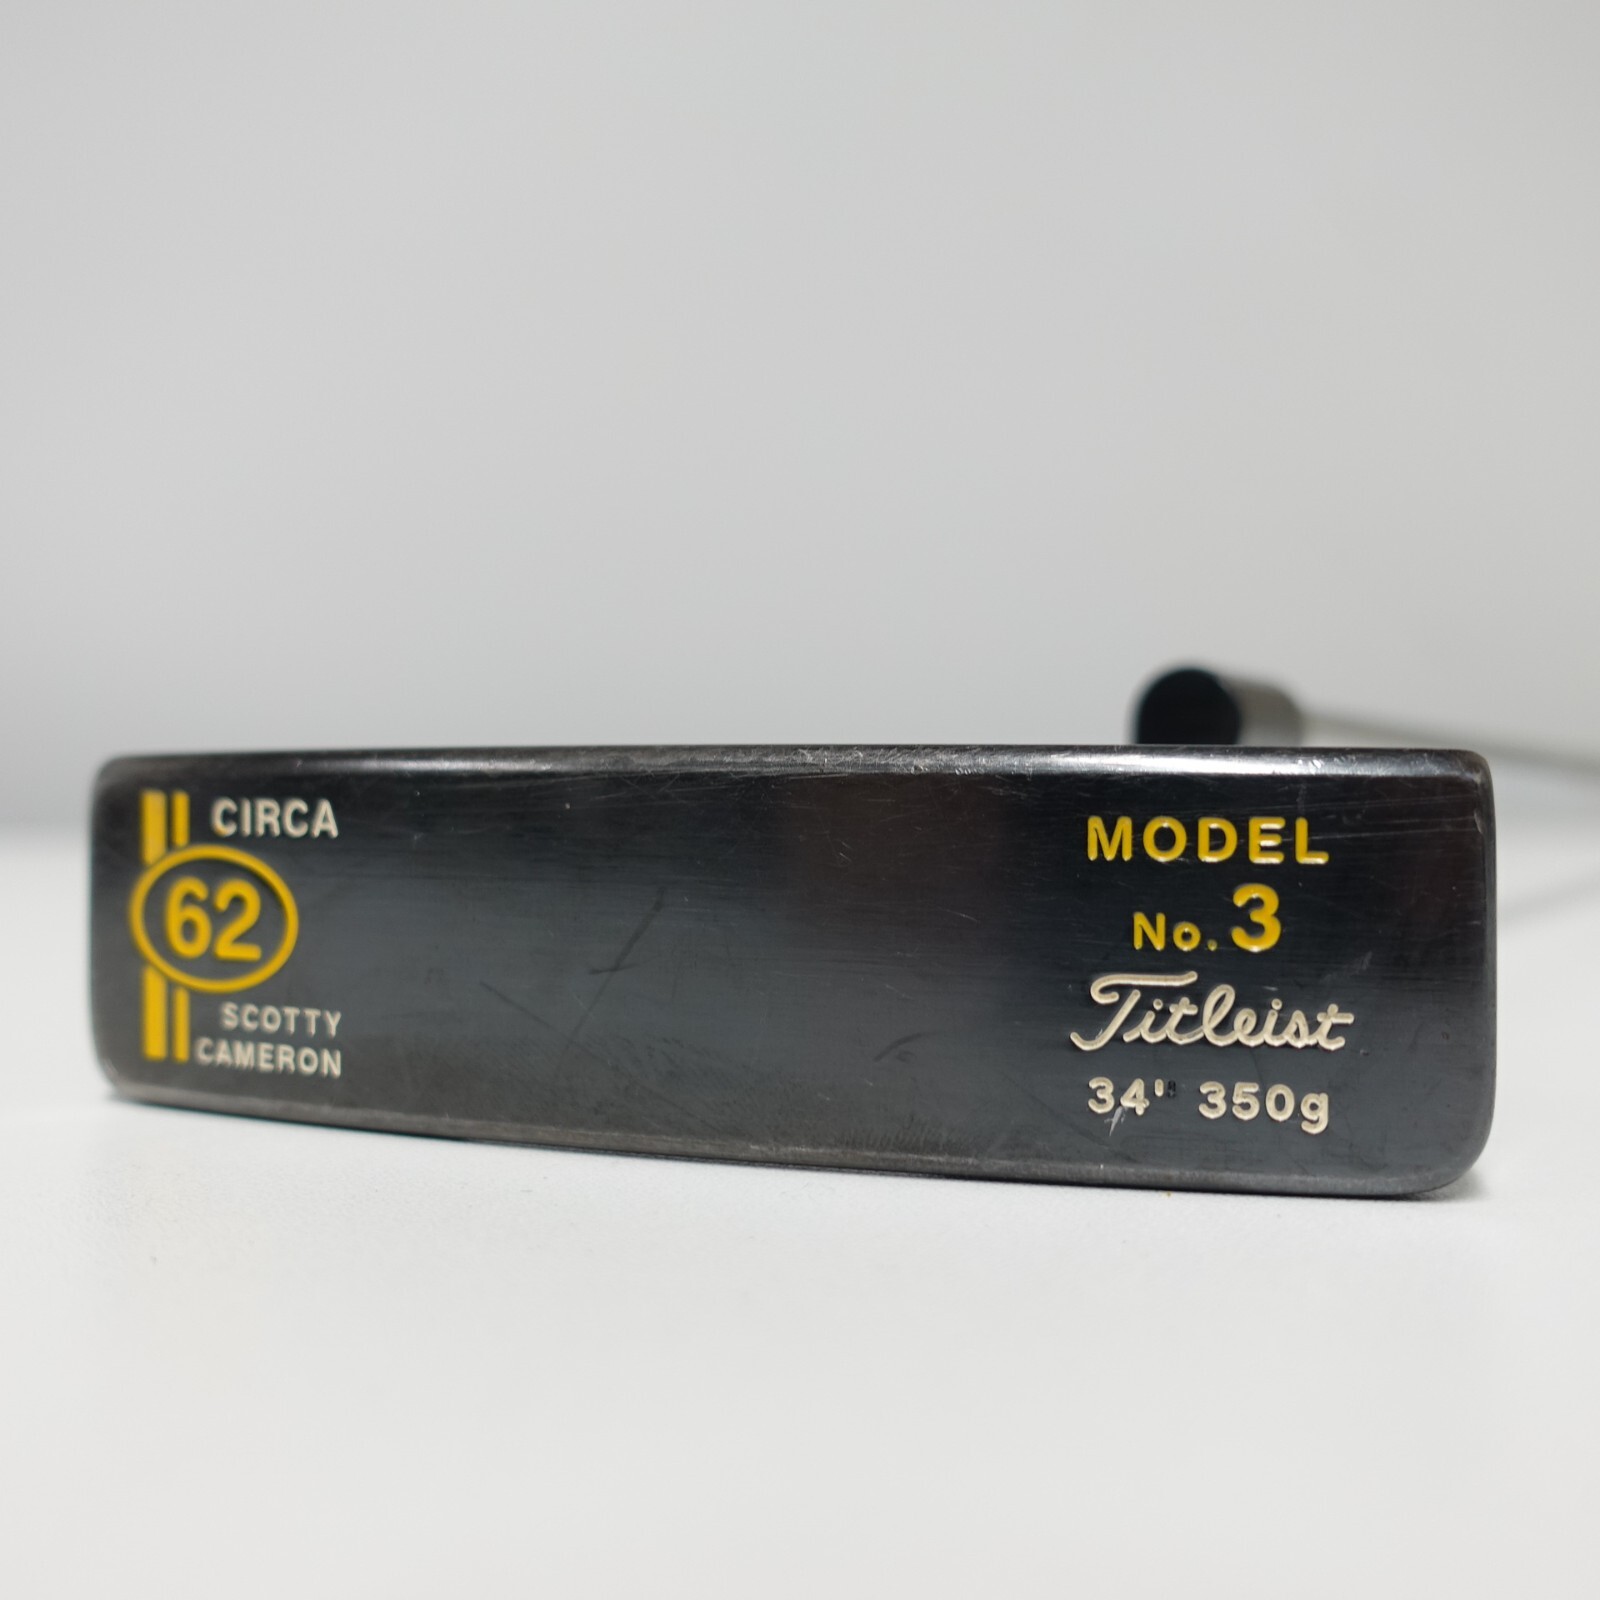 CIRCA
62
SCOTTY
CAMERON
MODEL
No. 3
Titleist
34" 350g